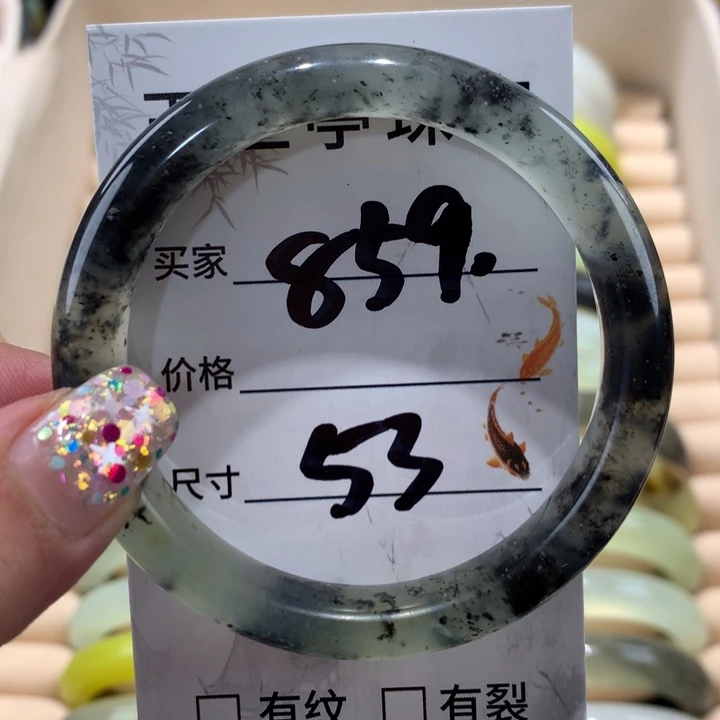 买家 859.
价格
尺寸 53
□ 有纹 □ 有裂